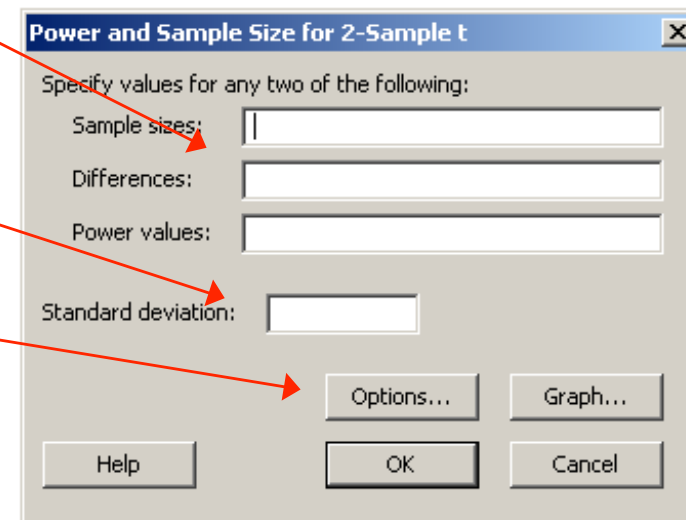 Power and Sample Size for 2-Sample t
Specify values for any two of the following:
Sample sizes:
Differences:
Power values:
Standard deviation:
Options... Graph...
Help OK Cancel